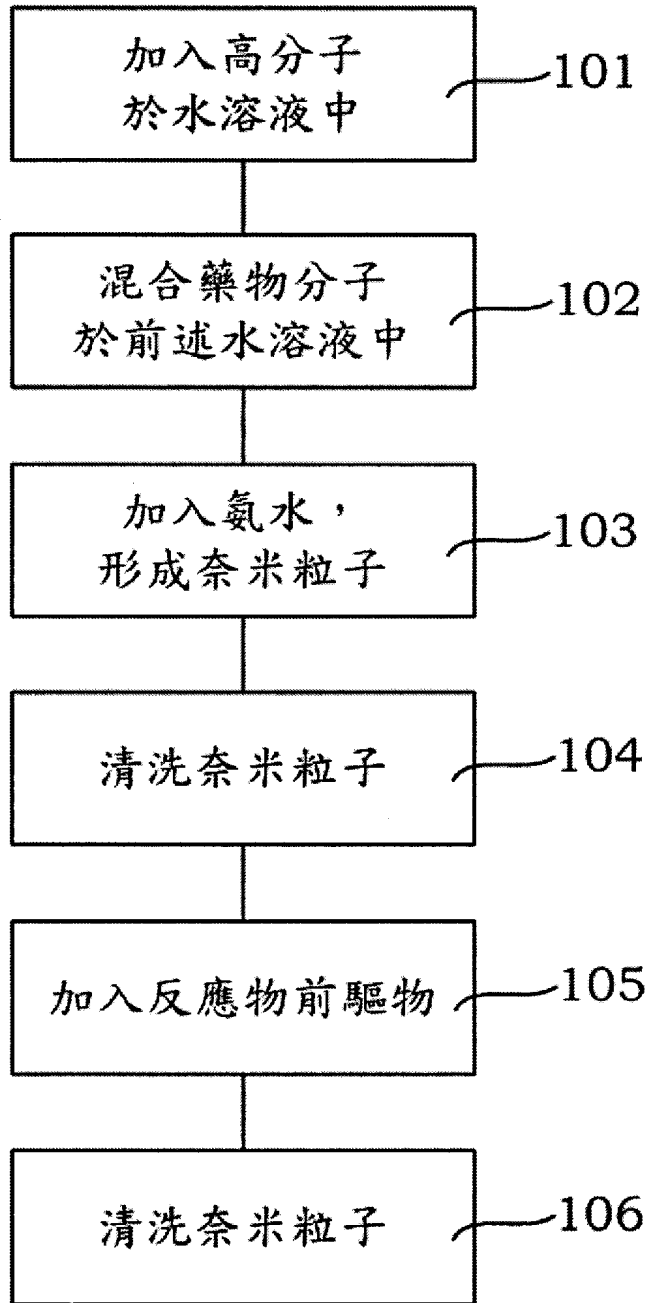 加入高分子
於水溶液中
101
混合藥物分子
於前述水溶液中
102
加入氨水，
形成奈米粒子
103
清洗奈米粒子
104
加入反應物前驅物
105
清洗奈米粒子
106